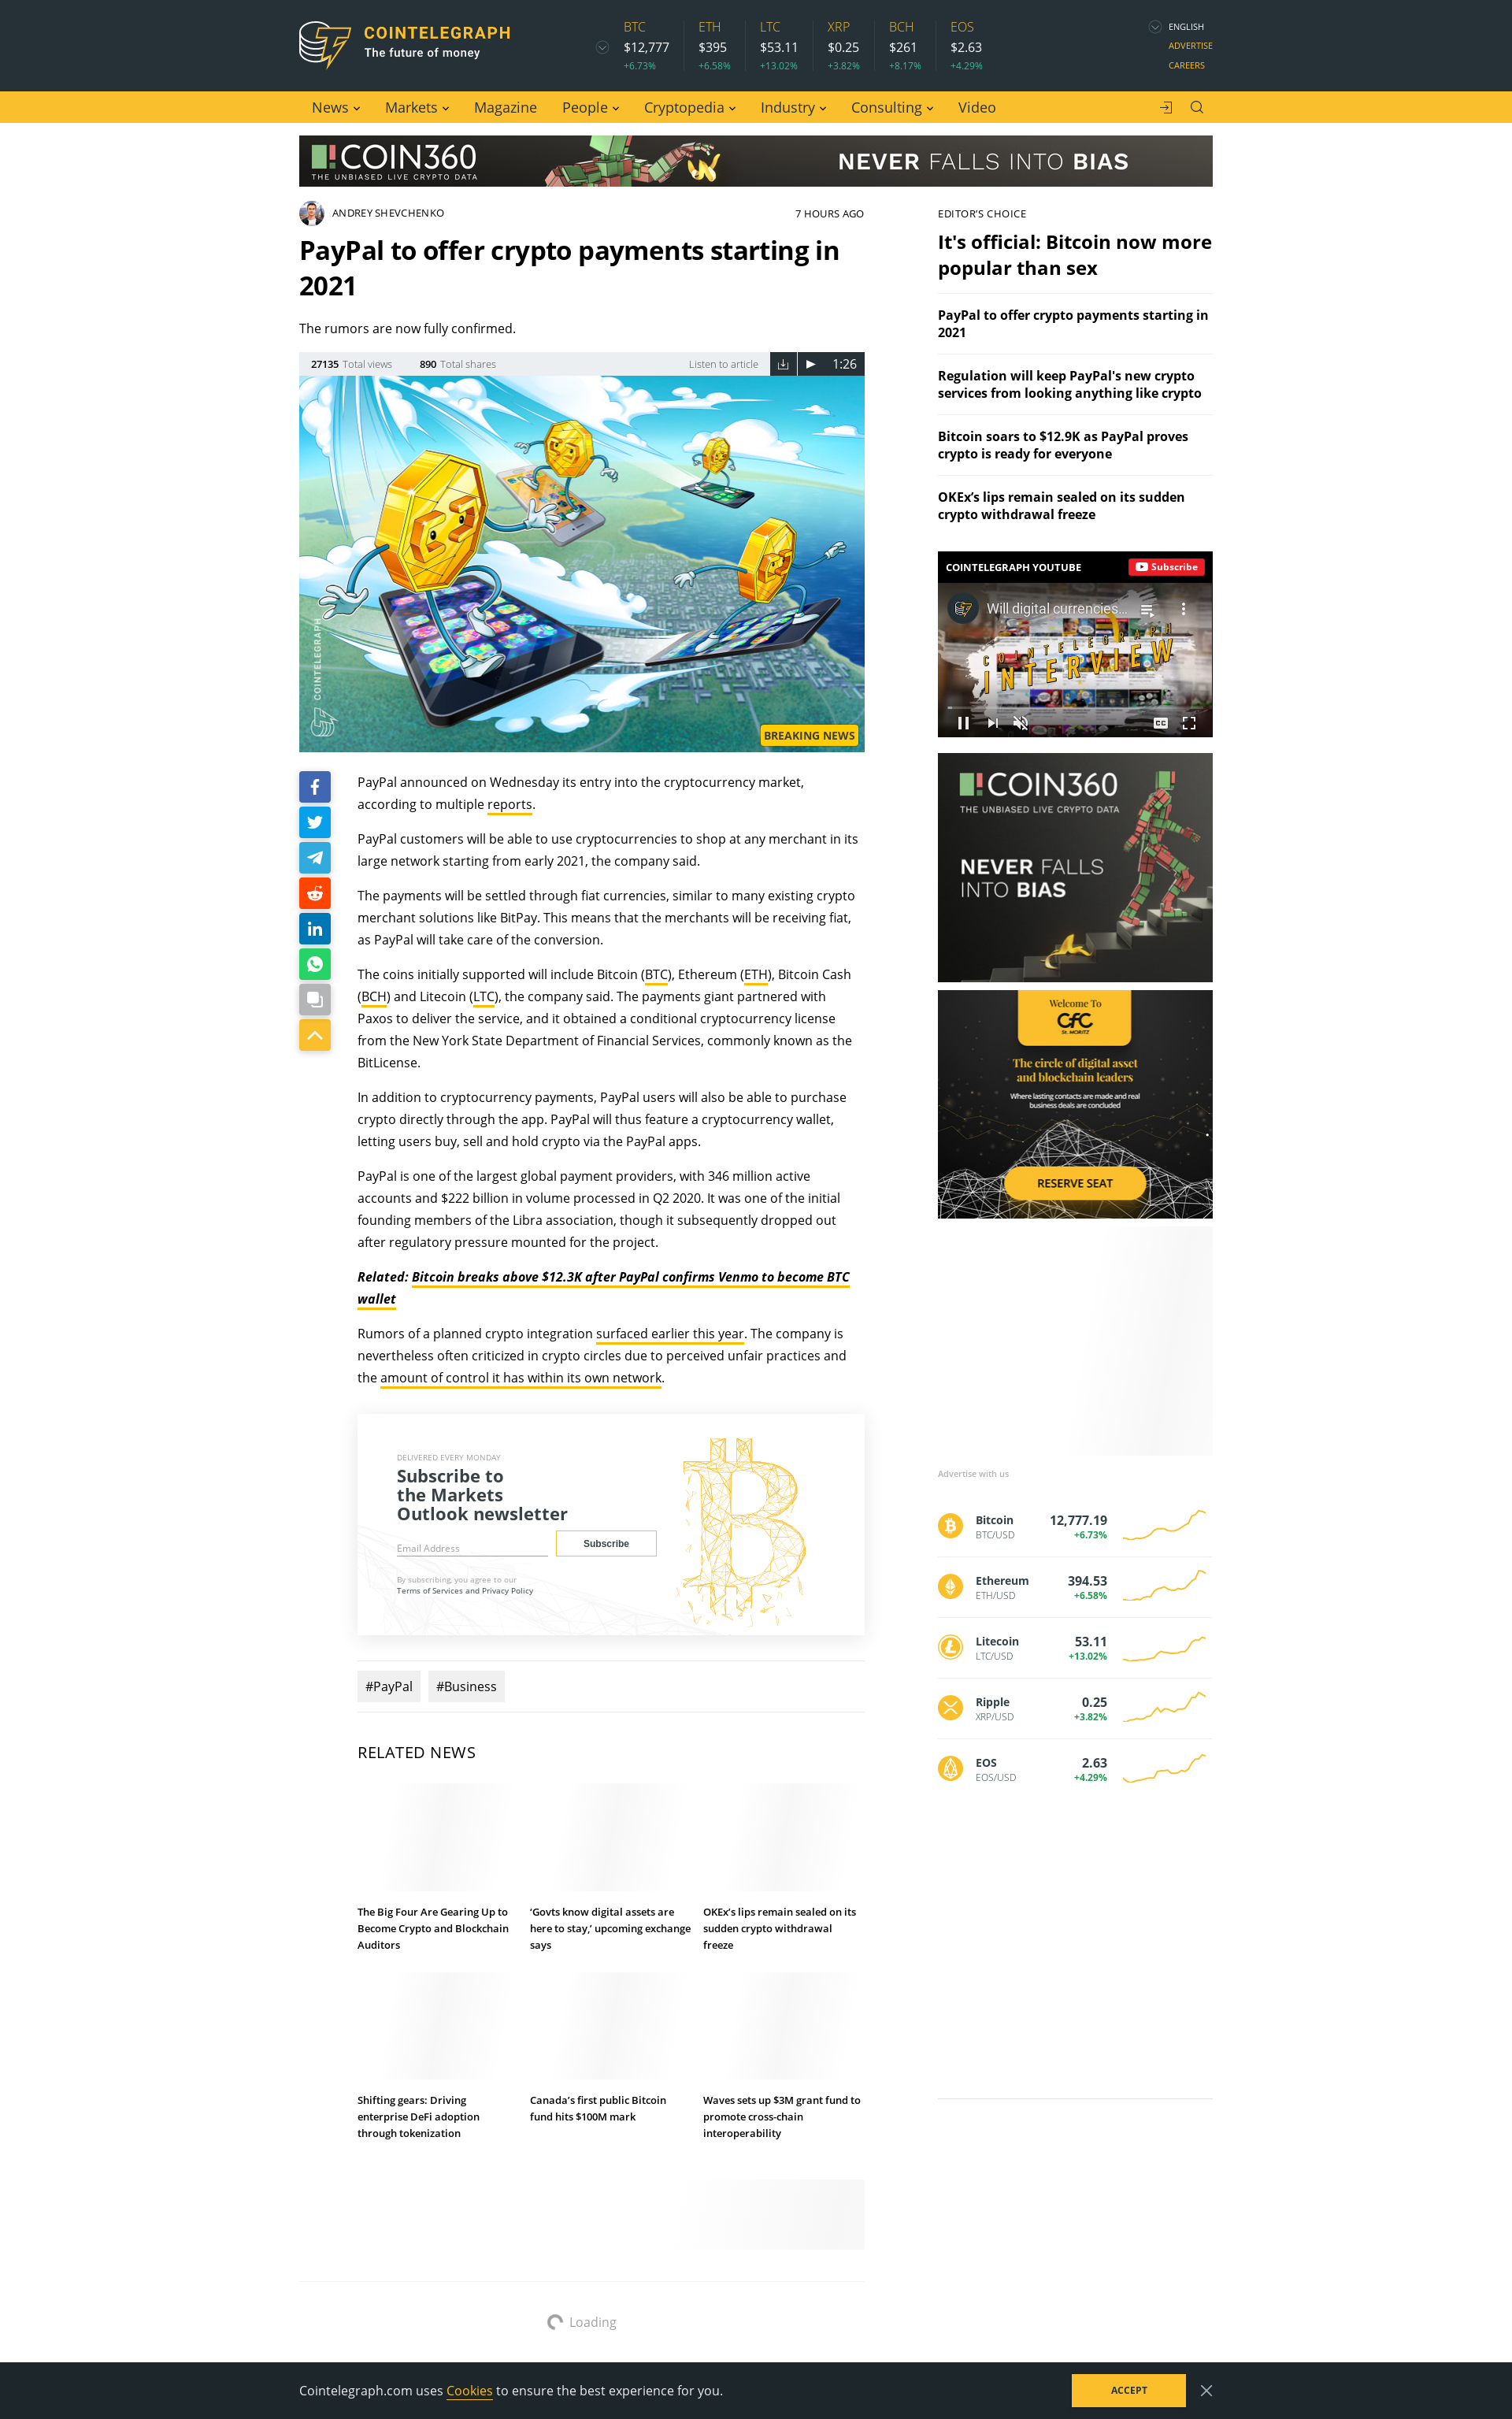 COINTELEGRAPH
The future of money
BTC
$12,777
+6.73%
ETH
$395
+6.58%
LTC
$53.11
+13.02%
XRP
$0.25
+3.82%
BCH
$261
+8.17%
EOS
$2.63
+4.29%
ENGLISH
ADVERTISE
CAREERS
News
Markets
Magazine
People
Cryptopedia
Industry
Consulting
Video
COIN360
THE UNBIASED LIVE CRYPTO DATA
NEVER FALLS INTO BIAS
ANDREY SHEVCHENKO
7 HOURS AGO
PayPal to offer crypto payments starting in
2021
The rumors are now fully confirmed.
27135 Total views
890 Total shares
Listen to article
1:26
COINTELEGRAPH
BREAKING NEWS
PayPal announced on Wednesday its entry into the cryptocurrency market,
according to multiple reports.
PayPal customers will be able to use cryptocurrencies to shop at any merchant in its
large network starting from early 2021, the company said.
The payments will be settled through fiat currencies, similar to many existing crypto
merchant solutions like BitPay. This means that the merchants will be receiving fiat,
as PayPal will take care of the conversion.
The coins initially supported will include Bitcoin (BTC), Ethereum (ETH), Bitcoin Cash
(BCH) and Litecoin (LTC), the company said. The payments giant partnered with
Paxos to deliver the service, and it obtained a conditional cryptocurrency license
from the New York State Department of Financial Services, commonly known as the
BitLicense.
In addition to cryptocurrency payments, PayPal users will also be able to purchase
crypto directly through the app. PayPal will thus feature a cryptocurrency wallet,
letting users buy, sell and hold crypto via the PayPal apps.
PayPal is one of the largest global payment providers, with 346 million active
accounts and $222 billion in volume processed in Q2 2020. It was one of the initial
founding members of the Libra association, though it subsequently dropped out
after regulatory pressure mounted for the project.
Related: Bitcoin breaks above $12.3K after PayPal confirms Venmo to become BTC
wallet
Rumors of a planned crypto integration surfaced earlier this year. The company is
nevertheless often criticized in crypto circles due to perceived unfair practices and
the amount of control it has within its own network.
DELIVERED EVERY MONDAY
Subscribe to
the Markets
Outlook newsletter
Email Address
Subscribe
By subscribing, you agree to our
Terms of Services and Privacy Policy
#PayPal
#Business
RELATED NEWS
The Big Four Are Gearing Up to
Become Crypto and Blockchain
Auditors
‘Govts know digital assets are
here to stay,’ upcoming exchange
says
OKEx’s lips remain sealed on its
sudden crypto withdrawal
freeze
Shifting gears: Driving
enterprise DeFi adoption
through tokenization
Canada’s first public Bitcoin
fund hits $100M mark
Waves sets up $3M grant fund to
promote cross-chain
interoperability
Loading
EDITOR’S CHOICE
It's official: Bitcoin now more
popular than sex
PayPal to offer crypto payments starting in
2021
Regulation will keep PayPal's new crypto
services from looking anything like crypto
Bitcoin soars to $12.9K as PayPal proves
crypto is ready for everyone
OKEx’s lips remain sealed on its sudden
crypto withdrawal freeze
COINTELEGRAPH YOUTUBE
Subscribe
Will digital currencies...
COINTELEGRAPH
INTERVIEW
COIN360
THE UNBIASED LIVE CRYPTO DATA
NEVER FALLS
INTO BIAS
Welcome To
CfC
St. MORITZ
The circle of digital asset
and blockchain leaders
Where lasting contacts are made and real
business deals are concluded
RESERVE SEAT
Advertise with us
Bitcoin
BTC/USD
12,777.19
+6.73%
Ethereum
ETH/USD
394.53
+6.58%
Litecoin
LTC/USD
53.11
+13.02%
Ripple
XRP/USD
0.25
+3.82%
EOS
EOS/USD
2.63
+4.29%
Cointelegraph.com uses Cookies to ensure the best experience for you.
ACCEPT